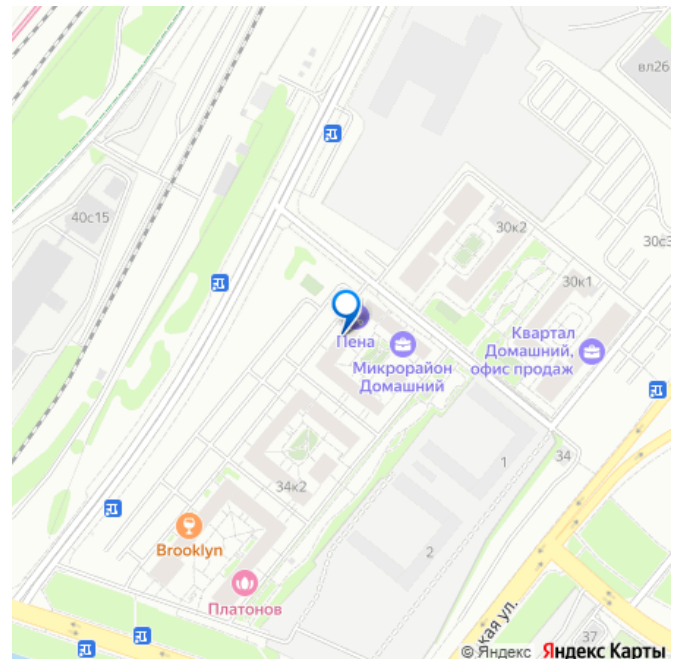 вл26
40с15
30к2
30с3
30к1
Пена
Микрорайон
Домашний
Квартал
Домашний,
офис продаж
34
1
34к2
2
Brooklyn
Платонов
кая ул.
37
© Яндекс Яндекс Карты